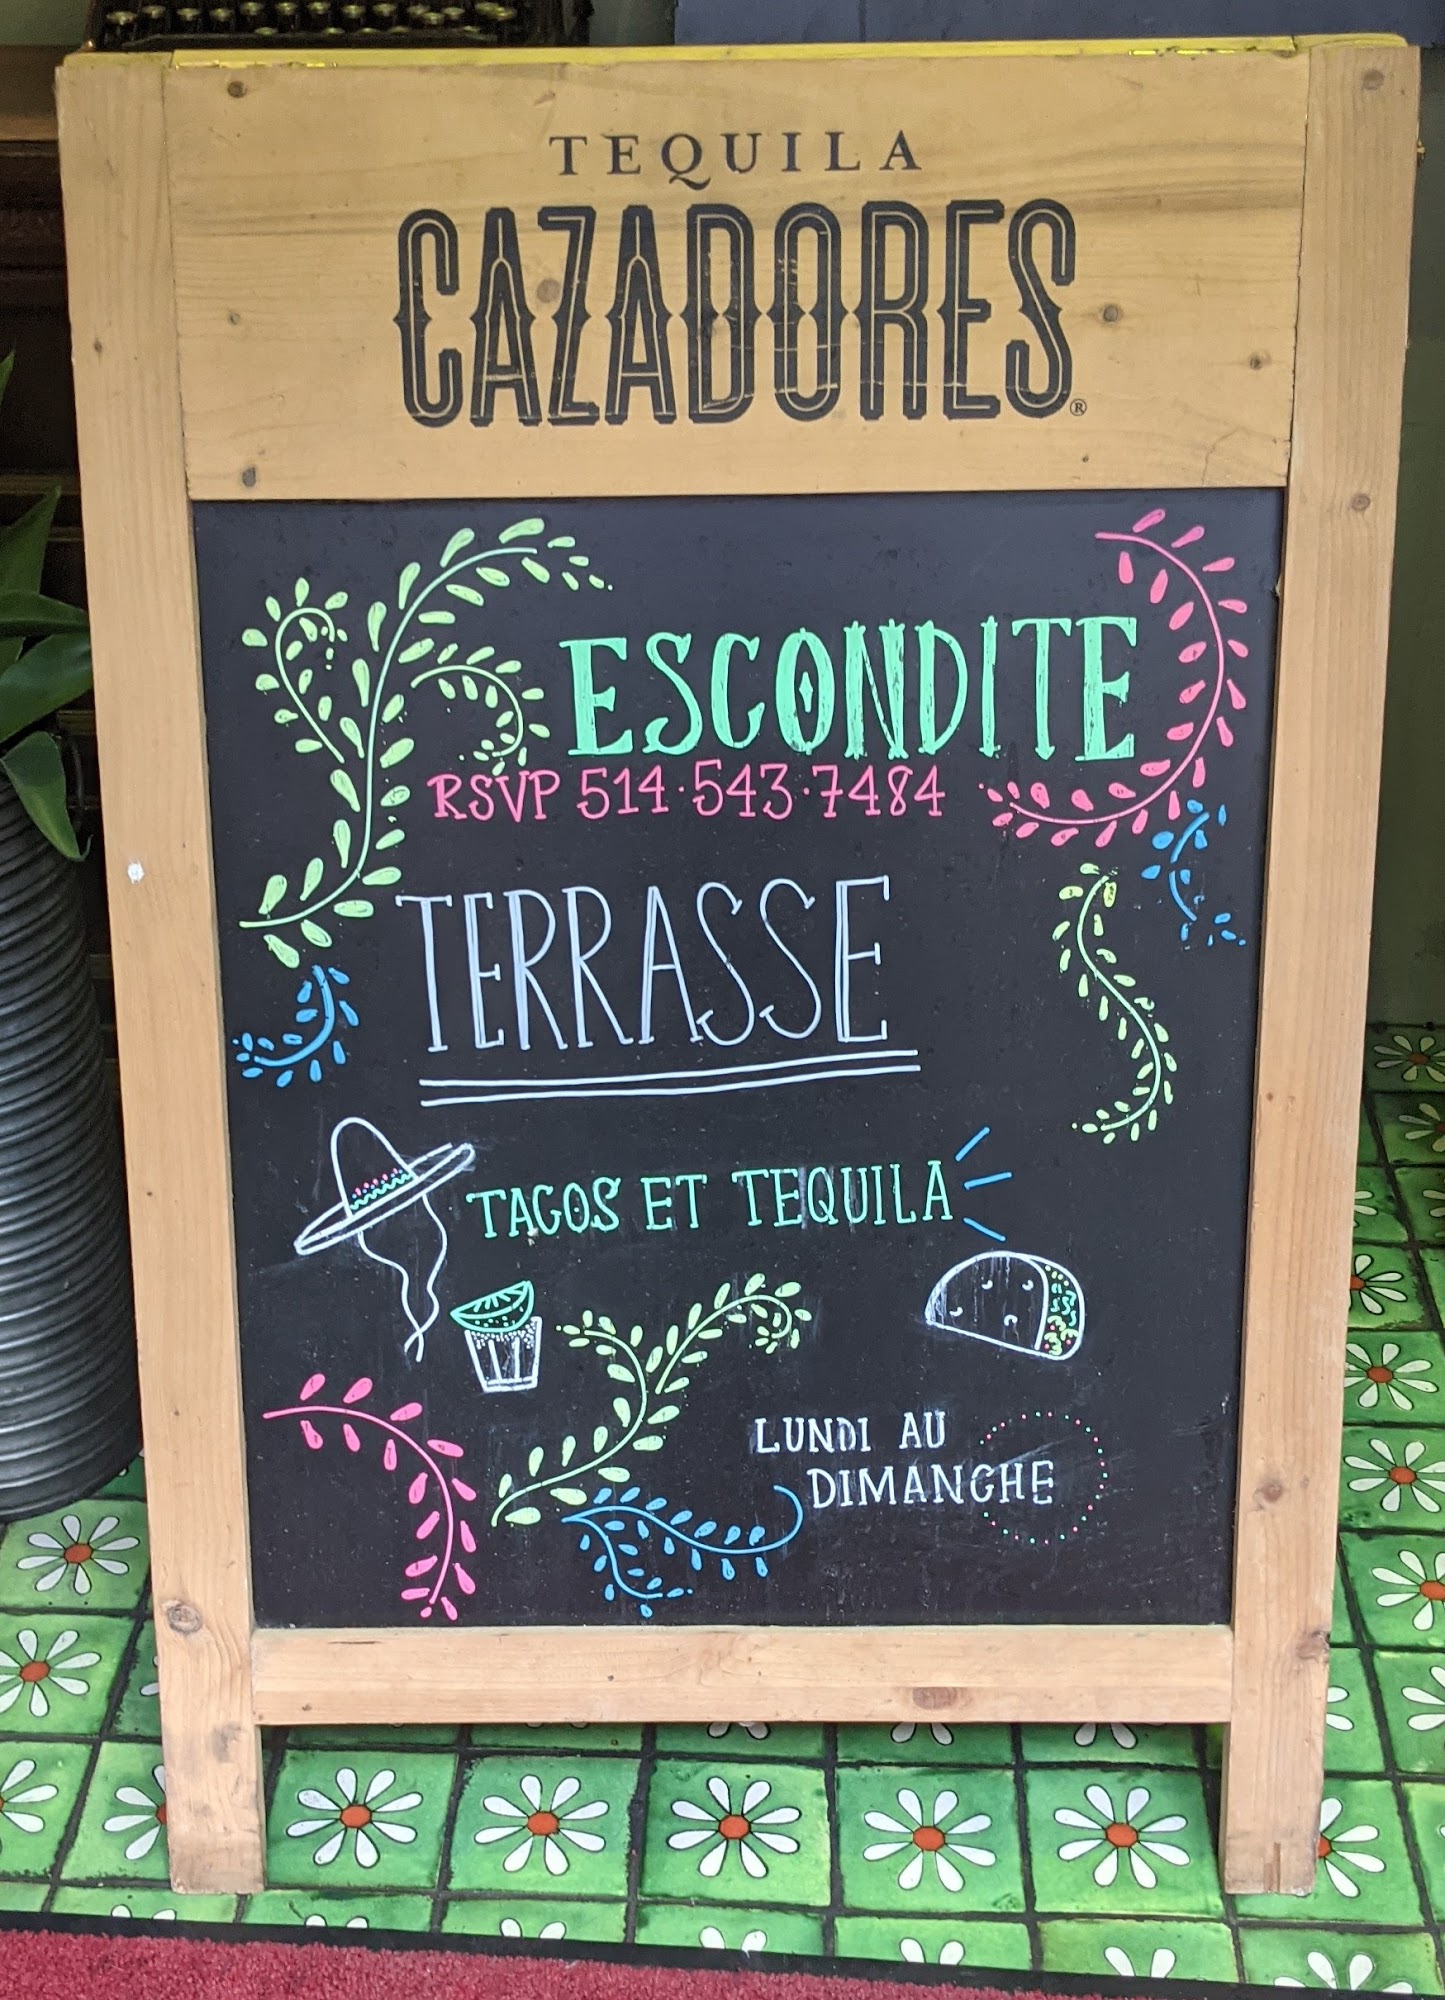 TEQUILA
CAZADORES®
ESCONDITE
RSVP 514·543·7484
TERRASSE
TACOS ET TEQUILA
LUNDI AU
DIMANCHE